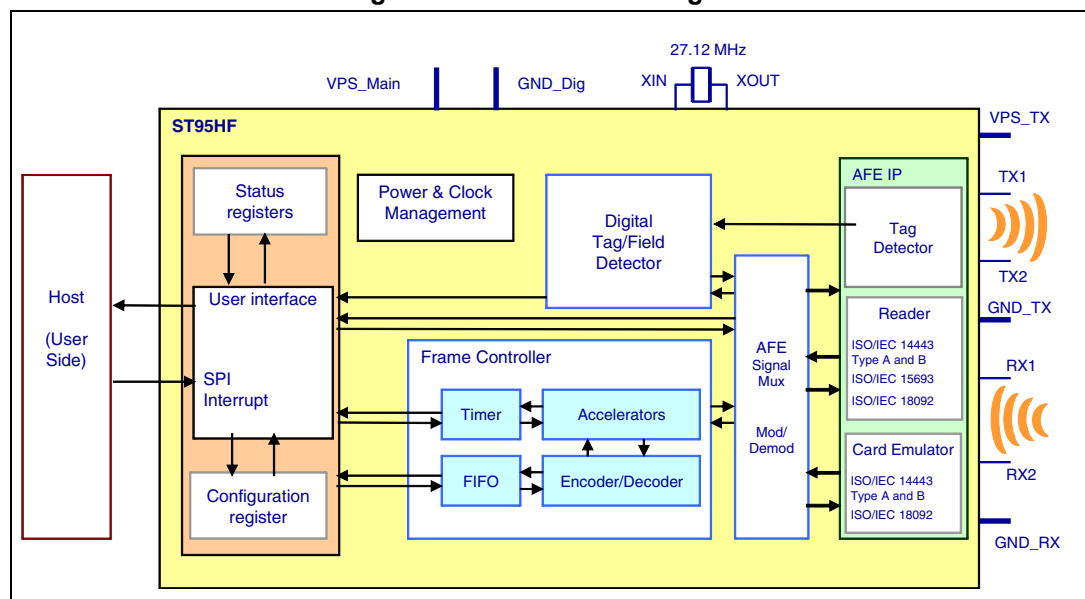 27.12 MHz
VPS_Main
GND_Dig
XIN
XOUT
VPS_TX
ST95HF
Host
(User
Side)
Status
registers
User interface
SPI
Interrupt
Configuration
register
Power & Clock
Management
Digital
Tag/Field
Detector
Frame Controller
Timer
Accelerators
FIFO
Encoder/Decoder
AFE
Signal
Mux
Mod/
Demod
AFE IP
Tag
Detector
Reader
ISO/IEC 14443
Type A and B
ISO/IEC 15693
ISO/IEC 18092
Card Emulator
ISO/IEC 14443
Type A and B
ISO/IEC 18092
TX1
TX2
GND_TX
RX1
RX2
GND_RX